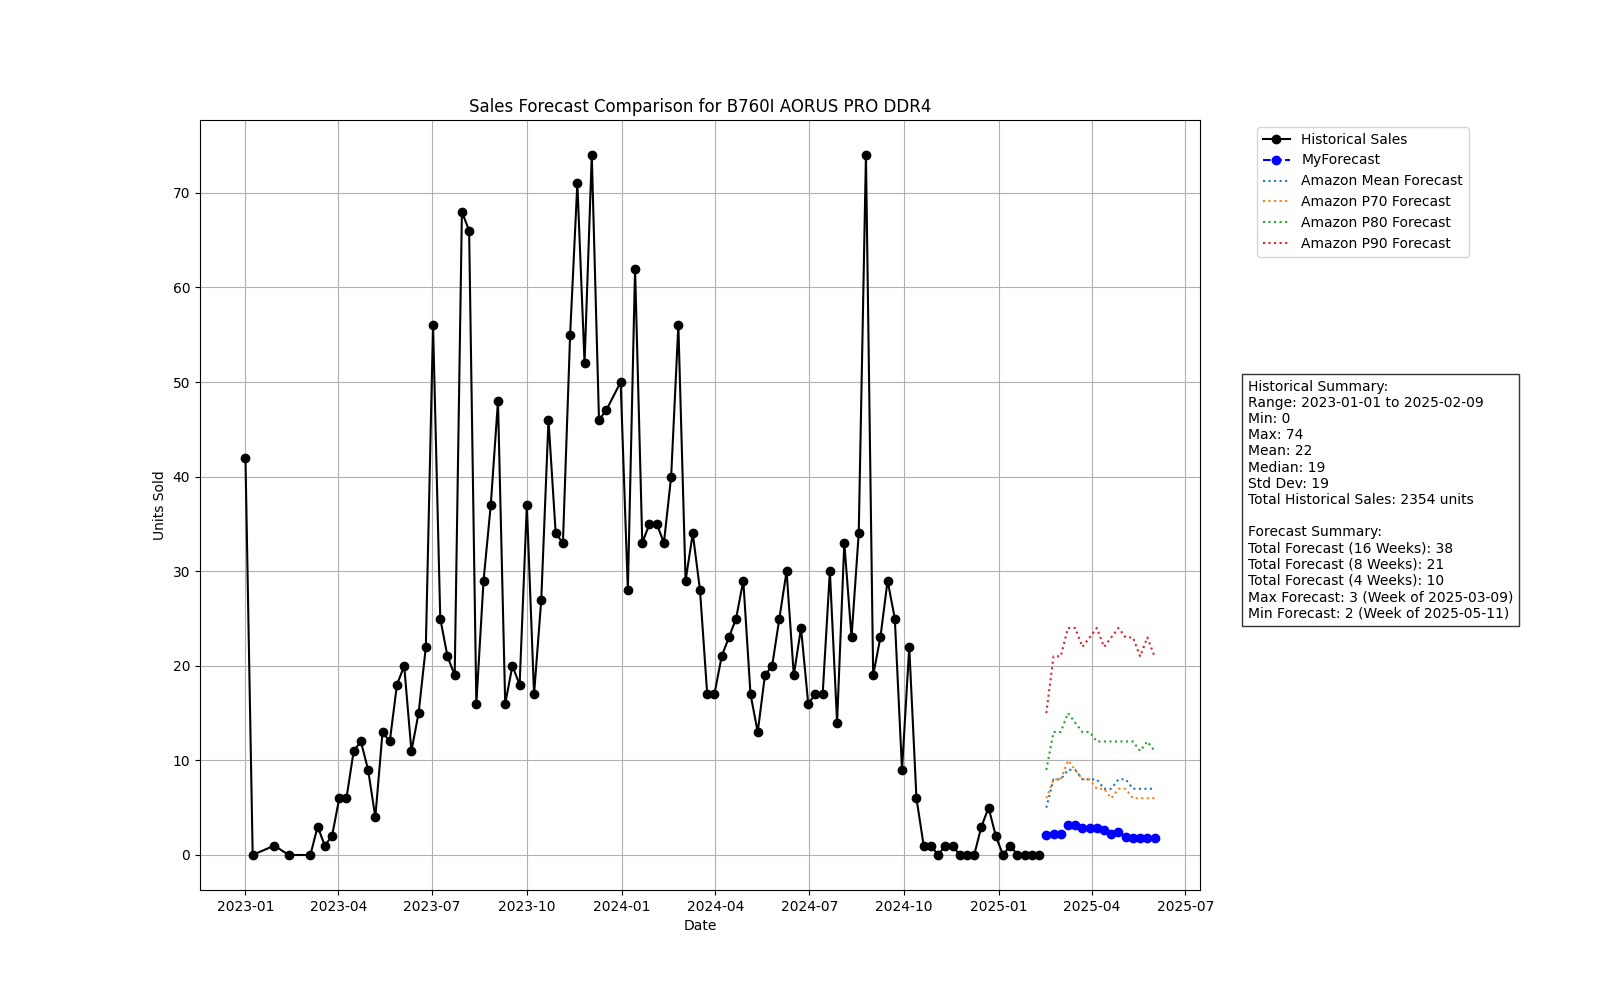 Sales Forecast Comparison for B760I AORUS PRO DDR4
Historical Sales
MyForecast
Amazon Mean Forecast
Amazon P70 Forecast
Amazon P80 Forecast
Amazon P90 Forecast
Units Sold
70
60
50
40
30
20
10
0
2023-01
2023-04
2023-07
2023-10
2024-01
2024-04
2024-07
2024-10
2025-01
2025-04
2025-07
Date
Historical Summary:
Range: 2023-01-01 to 2025-02-09
Min: 0
Max: 74
Mean: 22
Median: 19
Std Dev: 19
Total Historical Sales: 2354 units
Forecast Summary:
Total Forecast (16 Weeks): 38
Total Forecast (8 Weeks): 21
Total Forecast (4 Weeks): 10
Max Forecast: 3 (Week of 2025-03-09)
Min Forecast: 2 (Week of 2025-05-11)